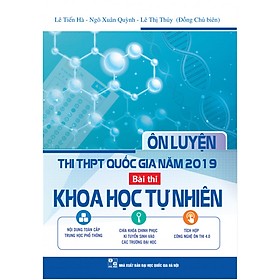 Lê Tiến Hà - Ngô Xuân Quỳnh - Lê Thị Thúy (Đồng Chủ biên)
ÔN LUYỆN
THI THPT QUỐC GIA NĂM 2019
Bài thi
KHOA HỌC TỰ NHIÊN
NỘI DUNG TOÀN CẤP
TRUNG HỌC PHỔ THÔNG
CHÌA KHÓA CHINH PHỤC
KÌ TUYỂN SINH VÀO
CÁC TRƯỜNG ĐẠI HỌC
TÍCH HỢP
CÔNG NGHỆ ÔN THI 4.0
NHÀ XUẤT BẢN ĐẠI HỌC QUỐC GIA HÀ NỘI